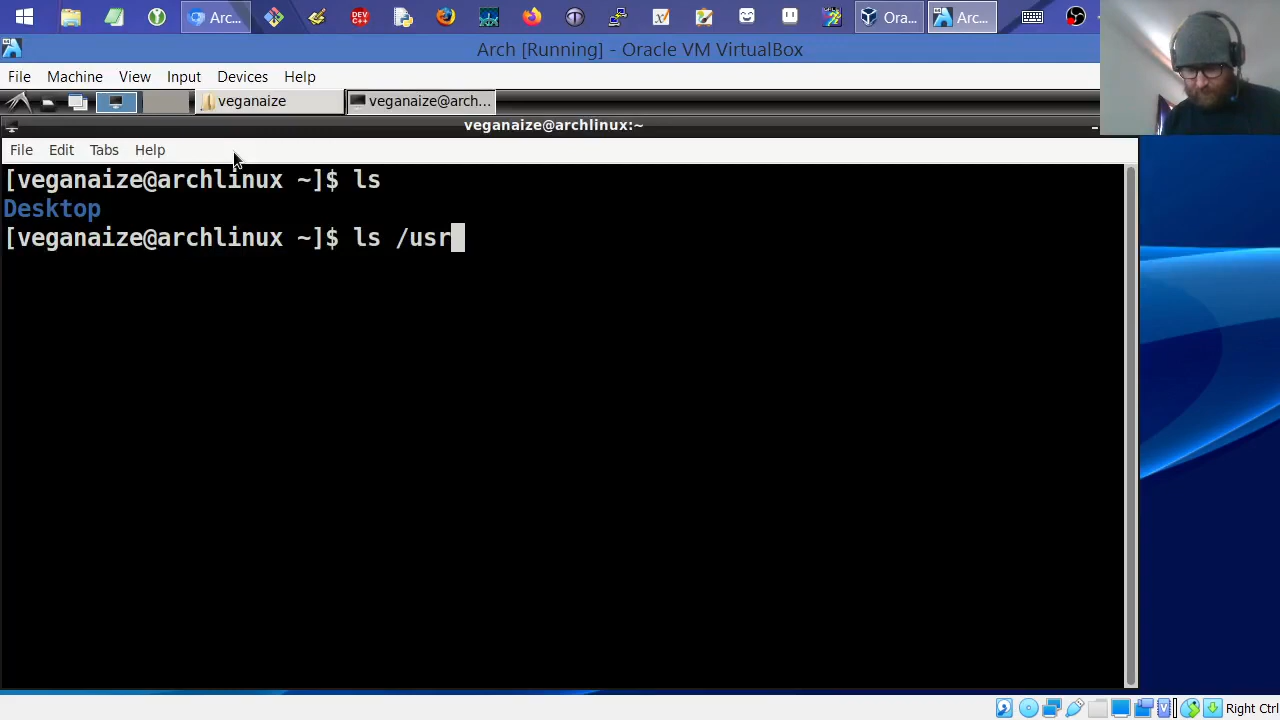 Arc...
Ora...
Arc...
Arch [Running] - Oracle VM VirtualBox
File Machine View Input Devices Help
veganaize
veganaize@arch...
veganaize@archlinux:~
File Edit Tabs Help
[veganaize@archlinux ~]$ ls
Desktop
[veganaize@archlinux ~]$ ls /usr
Right Ctrl